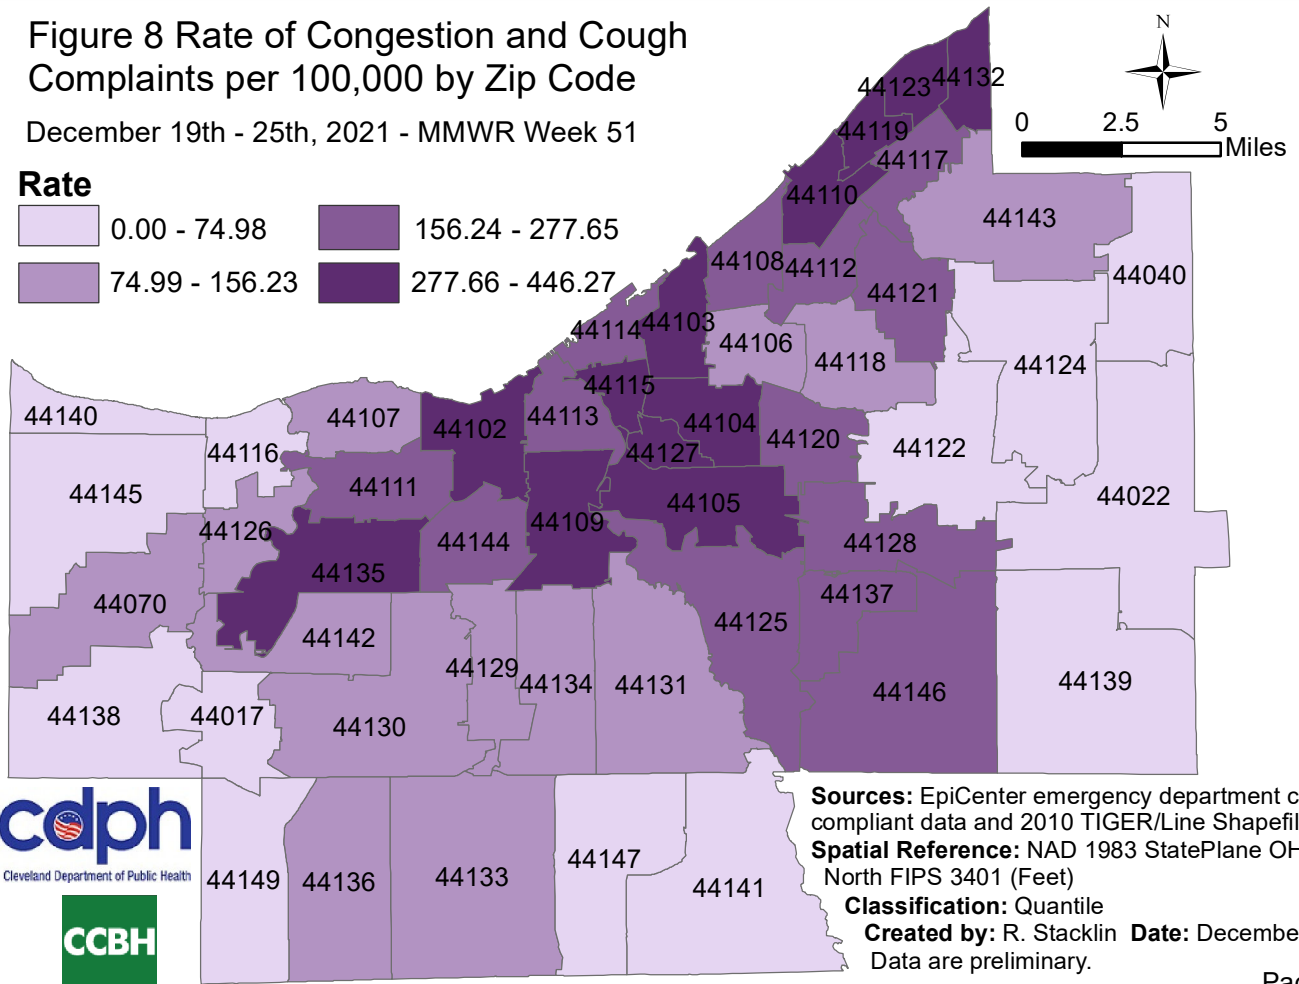 Figure 8 Rate of Congestion and Cough
Complaints per 100,000 by Zip Code
December 19th - 25th, 2021 - MMWR Week 51
Rate
0.00 - 74.98
156.24 - 277.65
74.99 - 156.23
277.66 - 446.27
N
0 2.5 5
Miles
44132
44123
44119
44117
44110
44143
44108
44112
44040
44121
44114
44103
44106
44118
44124
44115
44140
44107
44102
44113
44104
44120
44116
44127
44122
44145
44111
44105
44022
44126
44109
44144
44128
44135
44137
44070
44142
44125
44129
44134
44131
44139
44146
44138
44017
44130
44149
44136
44133
44147
44141
cdph
Cleveland Department of Public Health
CCBH
Sources: EpiCenter emergency department c
compliant data and 2010 TIGER/Line Shapefil
Spatial Reference: NAD 1983 StatePlane OH
North FIPS 3401 (Feet)
Classification: Quantile
Created by: R. Stacklin Date: Decembe
Data are preliminary.